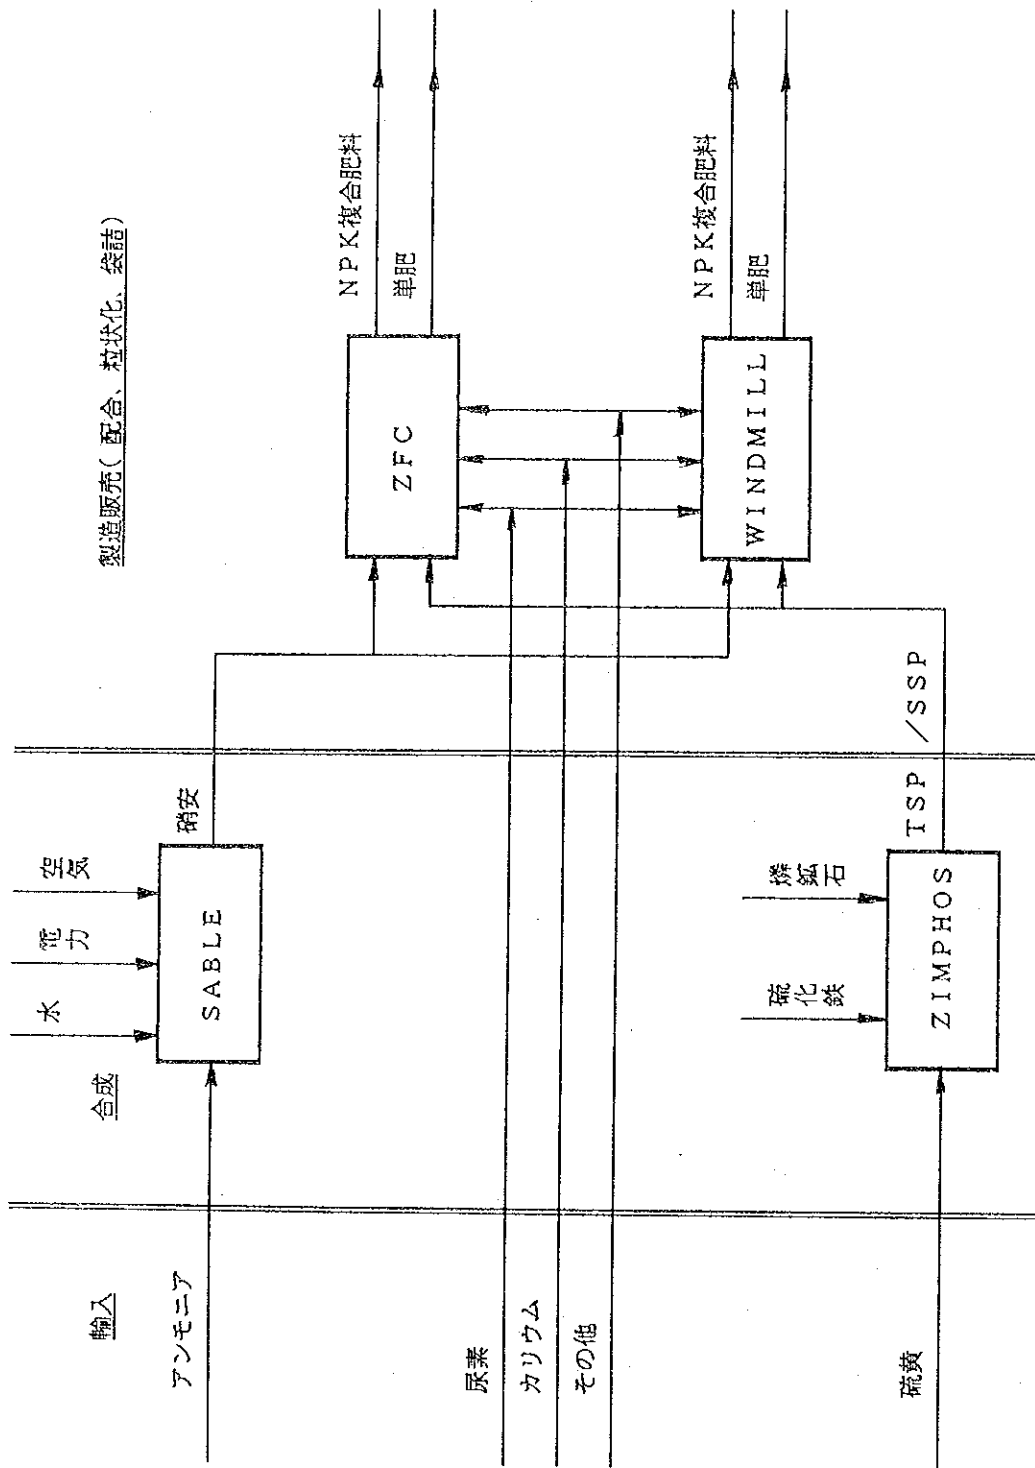 輸入
合成
製造販売(配合、粒状化、袋詰)
アンモニア
水
電力
空気
SABLE
硝安
尿素
カリウム
その他
ZFC
NPK複合肥料
単肥
硫黄
硫化鉄
燐鉱石
ZIMPHOS
TSP/SSP
WINDMILL
NPK複合肥料
単肥